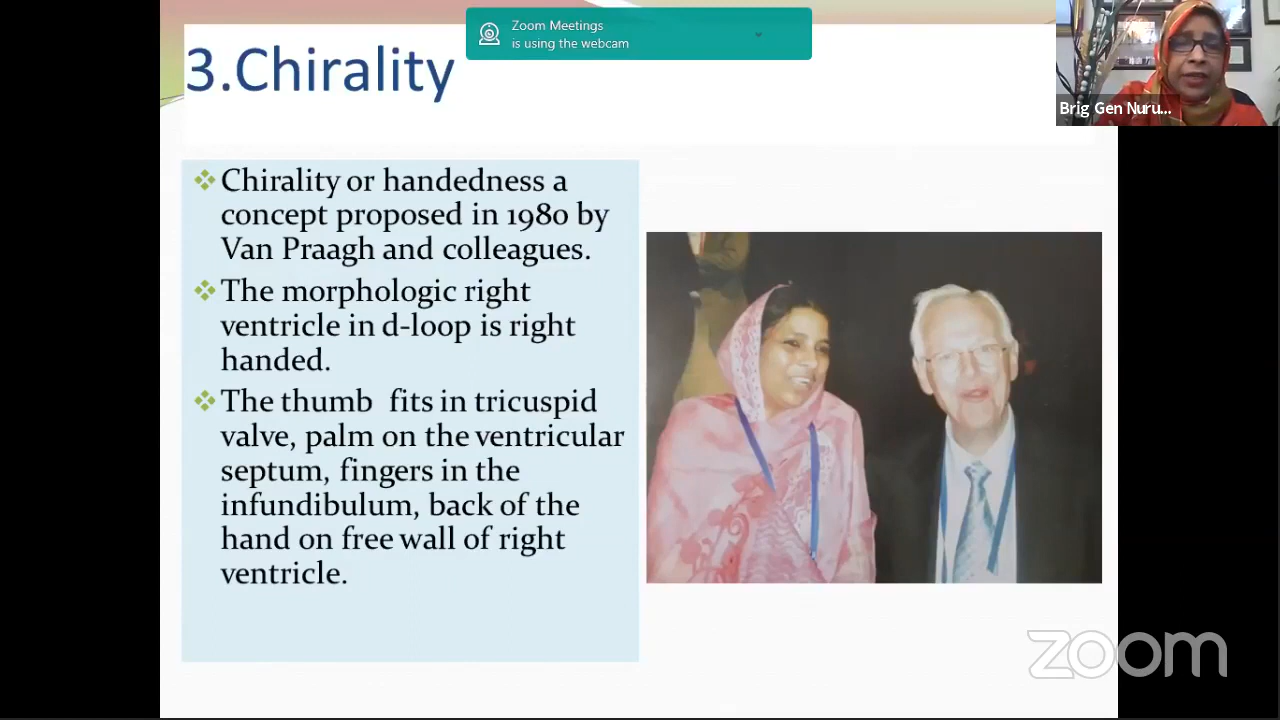 3.Chirality
Zoom Meetings
is using the webcam
Brig Gen Nuru...
Chirality or handedness a
concept proposed in 1980 by
Van Praagh and colleagues.
The morphologic right
ventricle in d-loop is right
handed.
The thumb fits in tricuspid
valve, palm on the ventricular
septum, fingers in the
infundibulum, back of the
hand on free wall of right
ventricle.
zoom